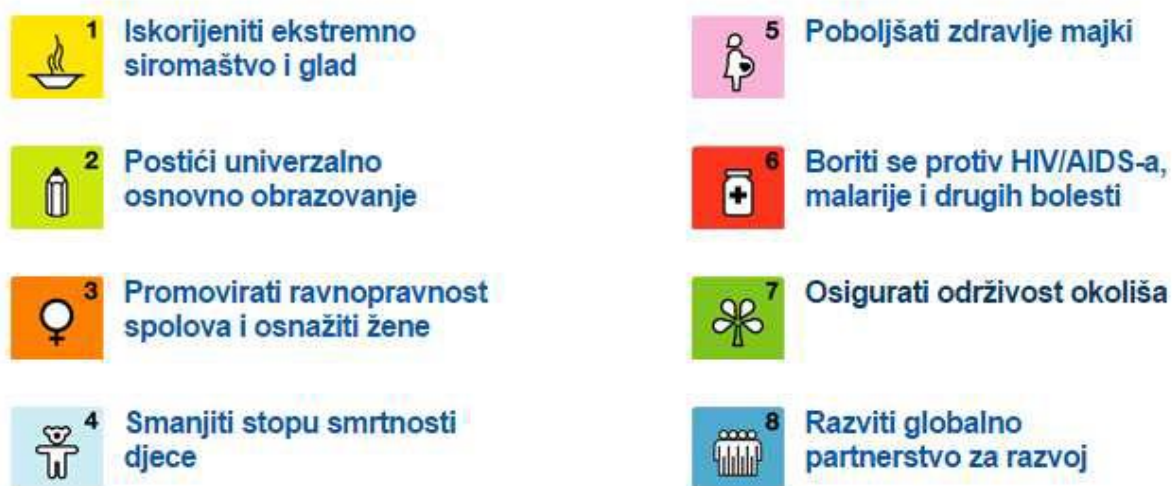 1
Iskorijeniti ekstremno
siromaštvo i glad
2
Postići univerzalno
osnovno obrazovanje
3
Promovirati ravnopravnost
spolova i osnažiti žene
4
Smanjiti stopu smrtnosti
djece
5
Poboljšati zdravlje majki
6
Boriti se protiv HIV/AIDS-a,
malarije i drugih bolesti
7
Osigurati održivost okoliša
8
Razviti globalno
partnerstvo za razvoj